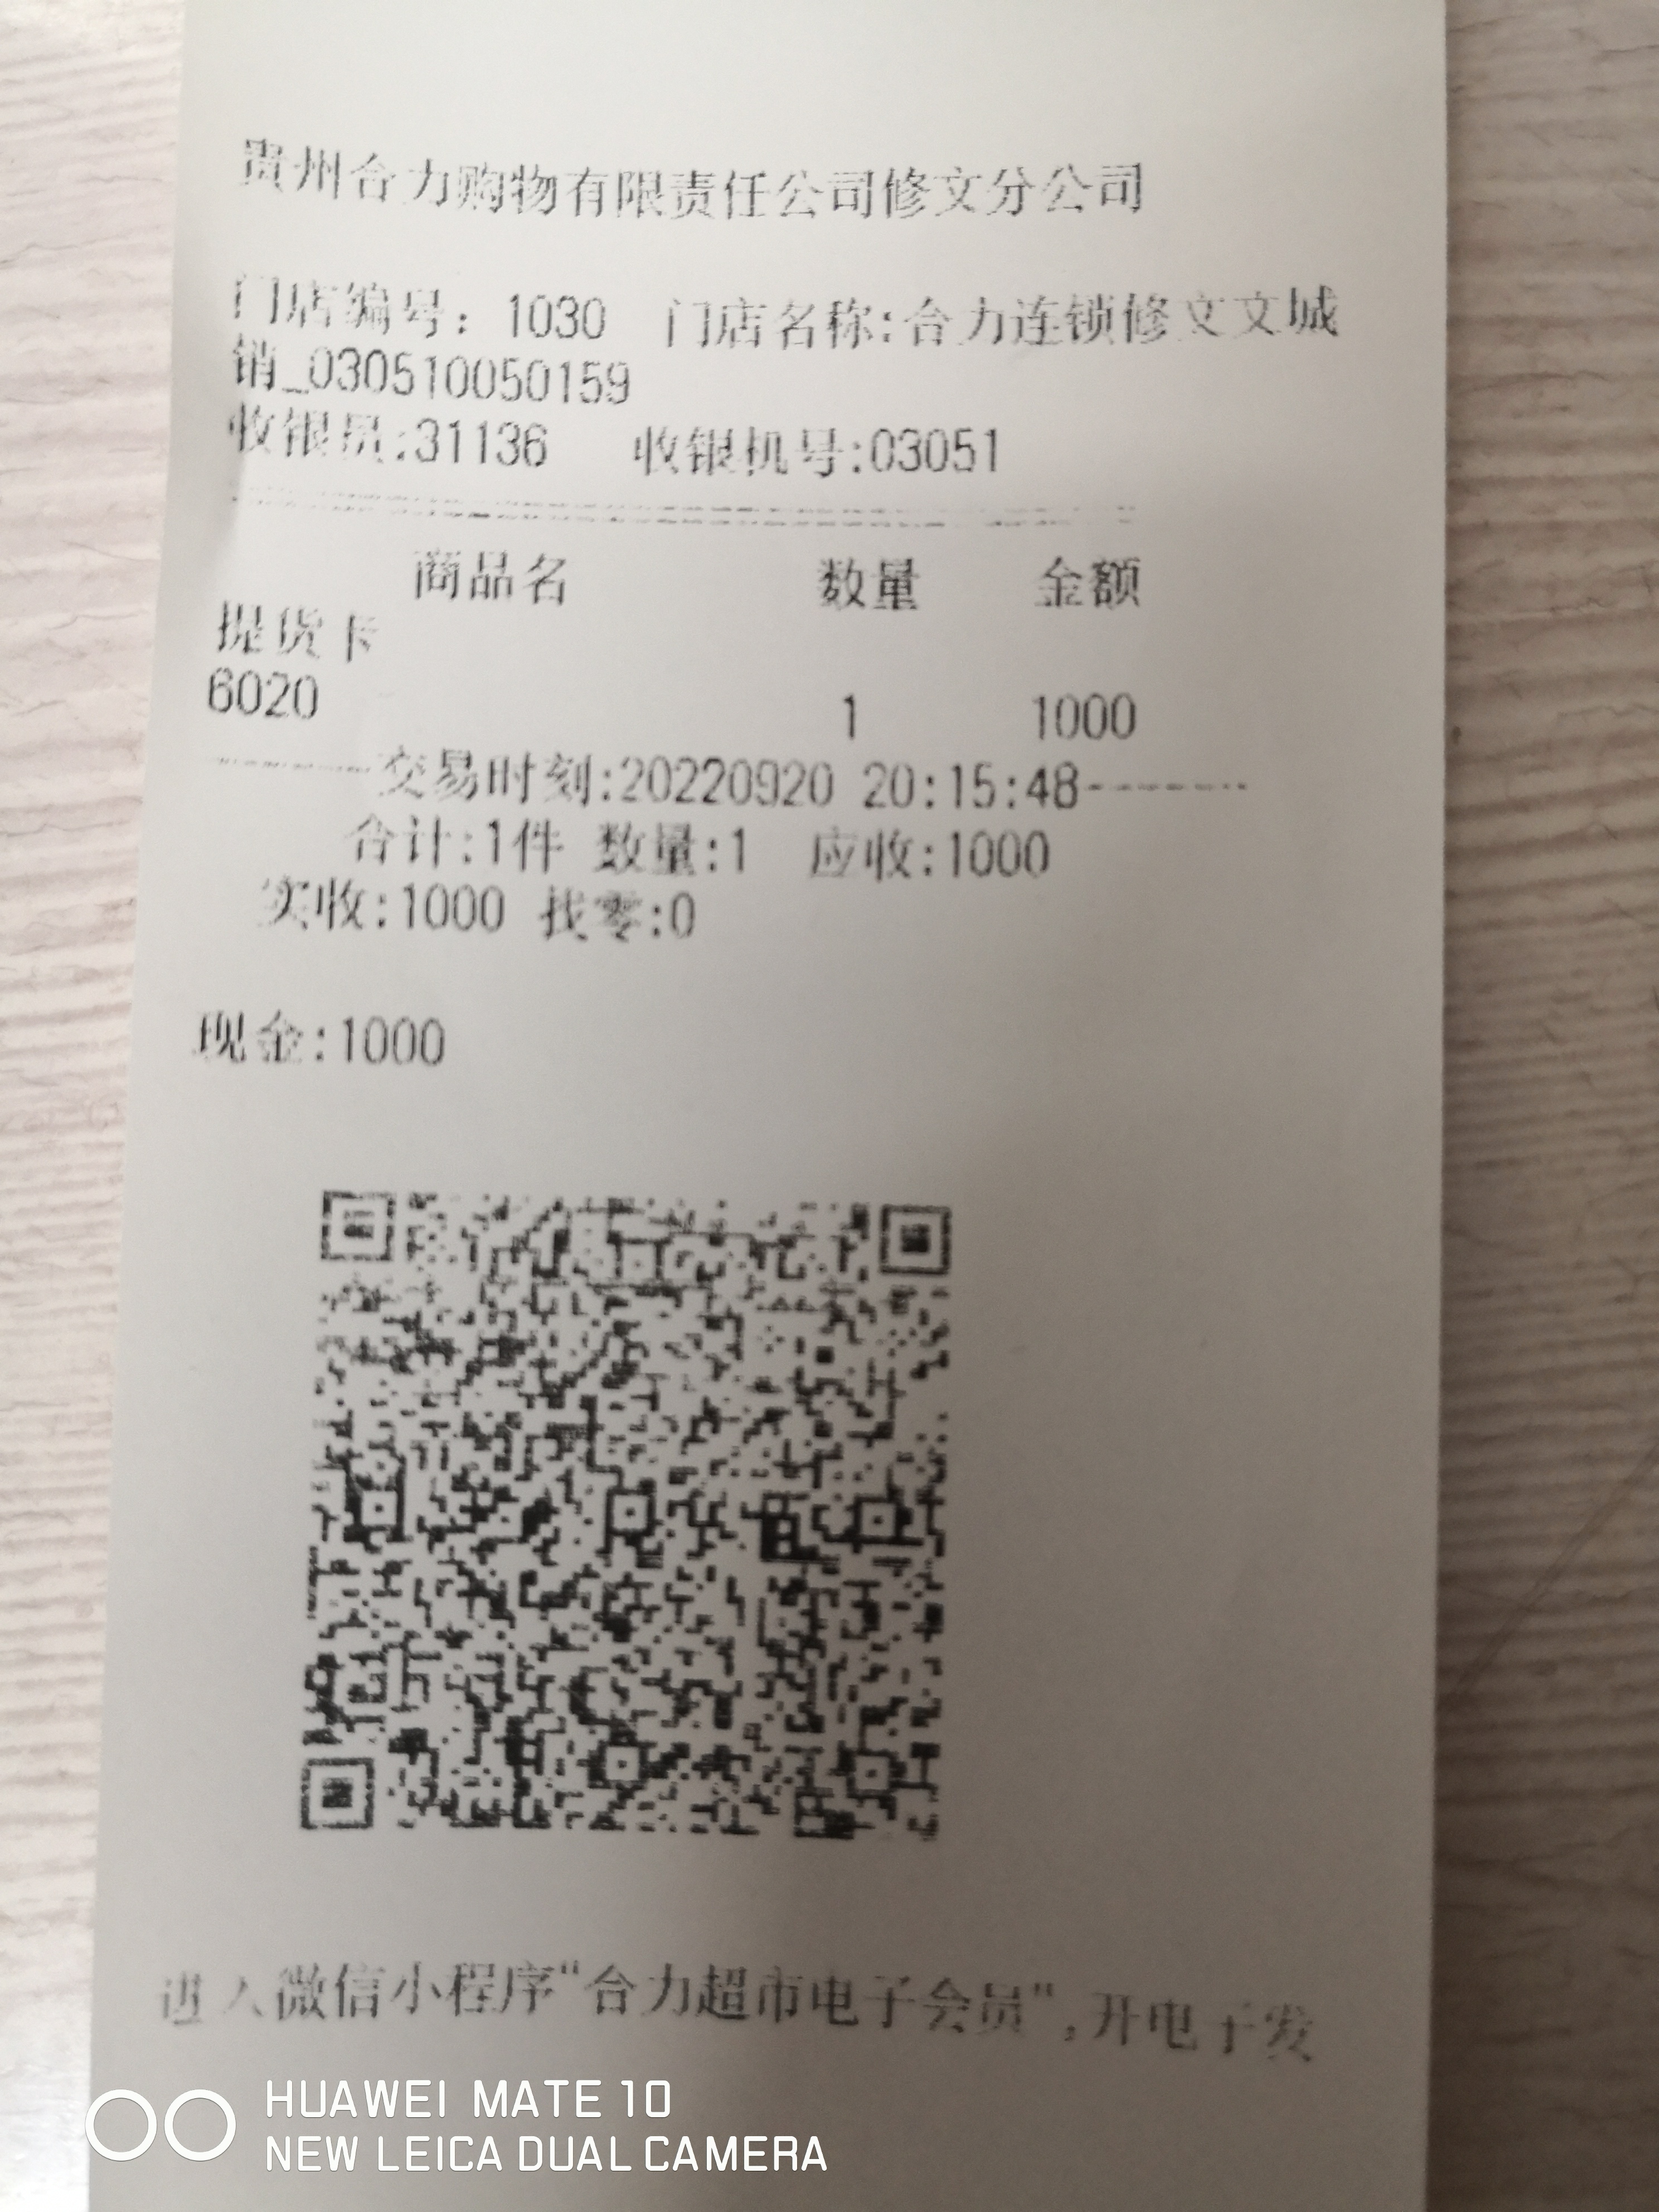 贵州合力购物有限责任公司修文分公司
门店编号: 1030 门店名称:合力连锁修文文城
销_030510050159
收银员:31136 收银机号:03051
商品名 数量 金额
提货卡
6020 1 1000
--------交易时刻:20220920 20:15:48-------
合计:1件 数量:1 应收:1000
实收:1000 找零:0
现金:1000
进入微信小程序"合力超市电子会员",开电子发
HUAWEI MATE 10
NEW LEICA DUAL CAMERA